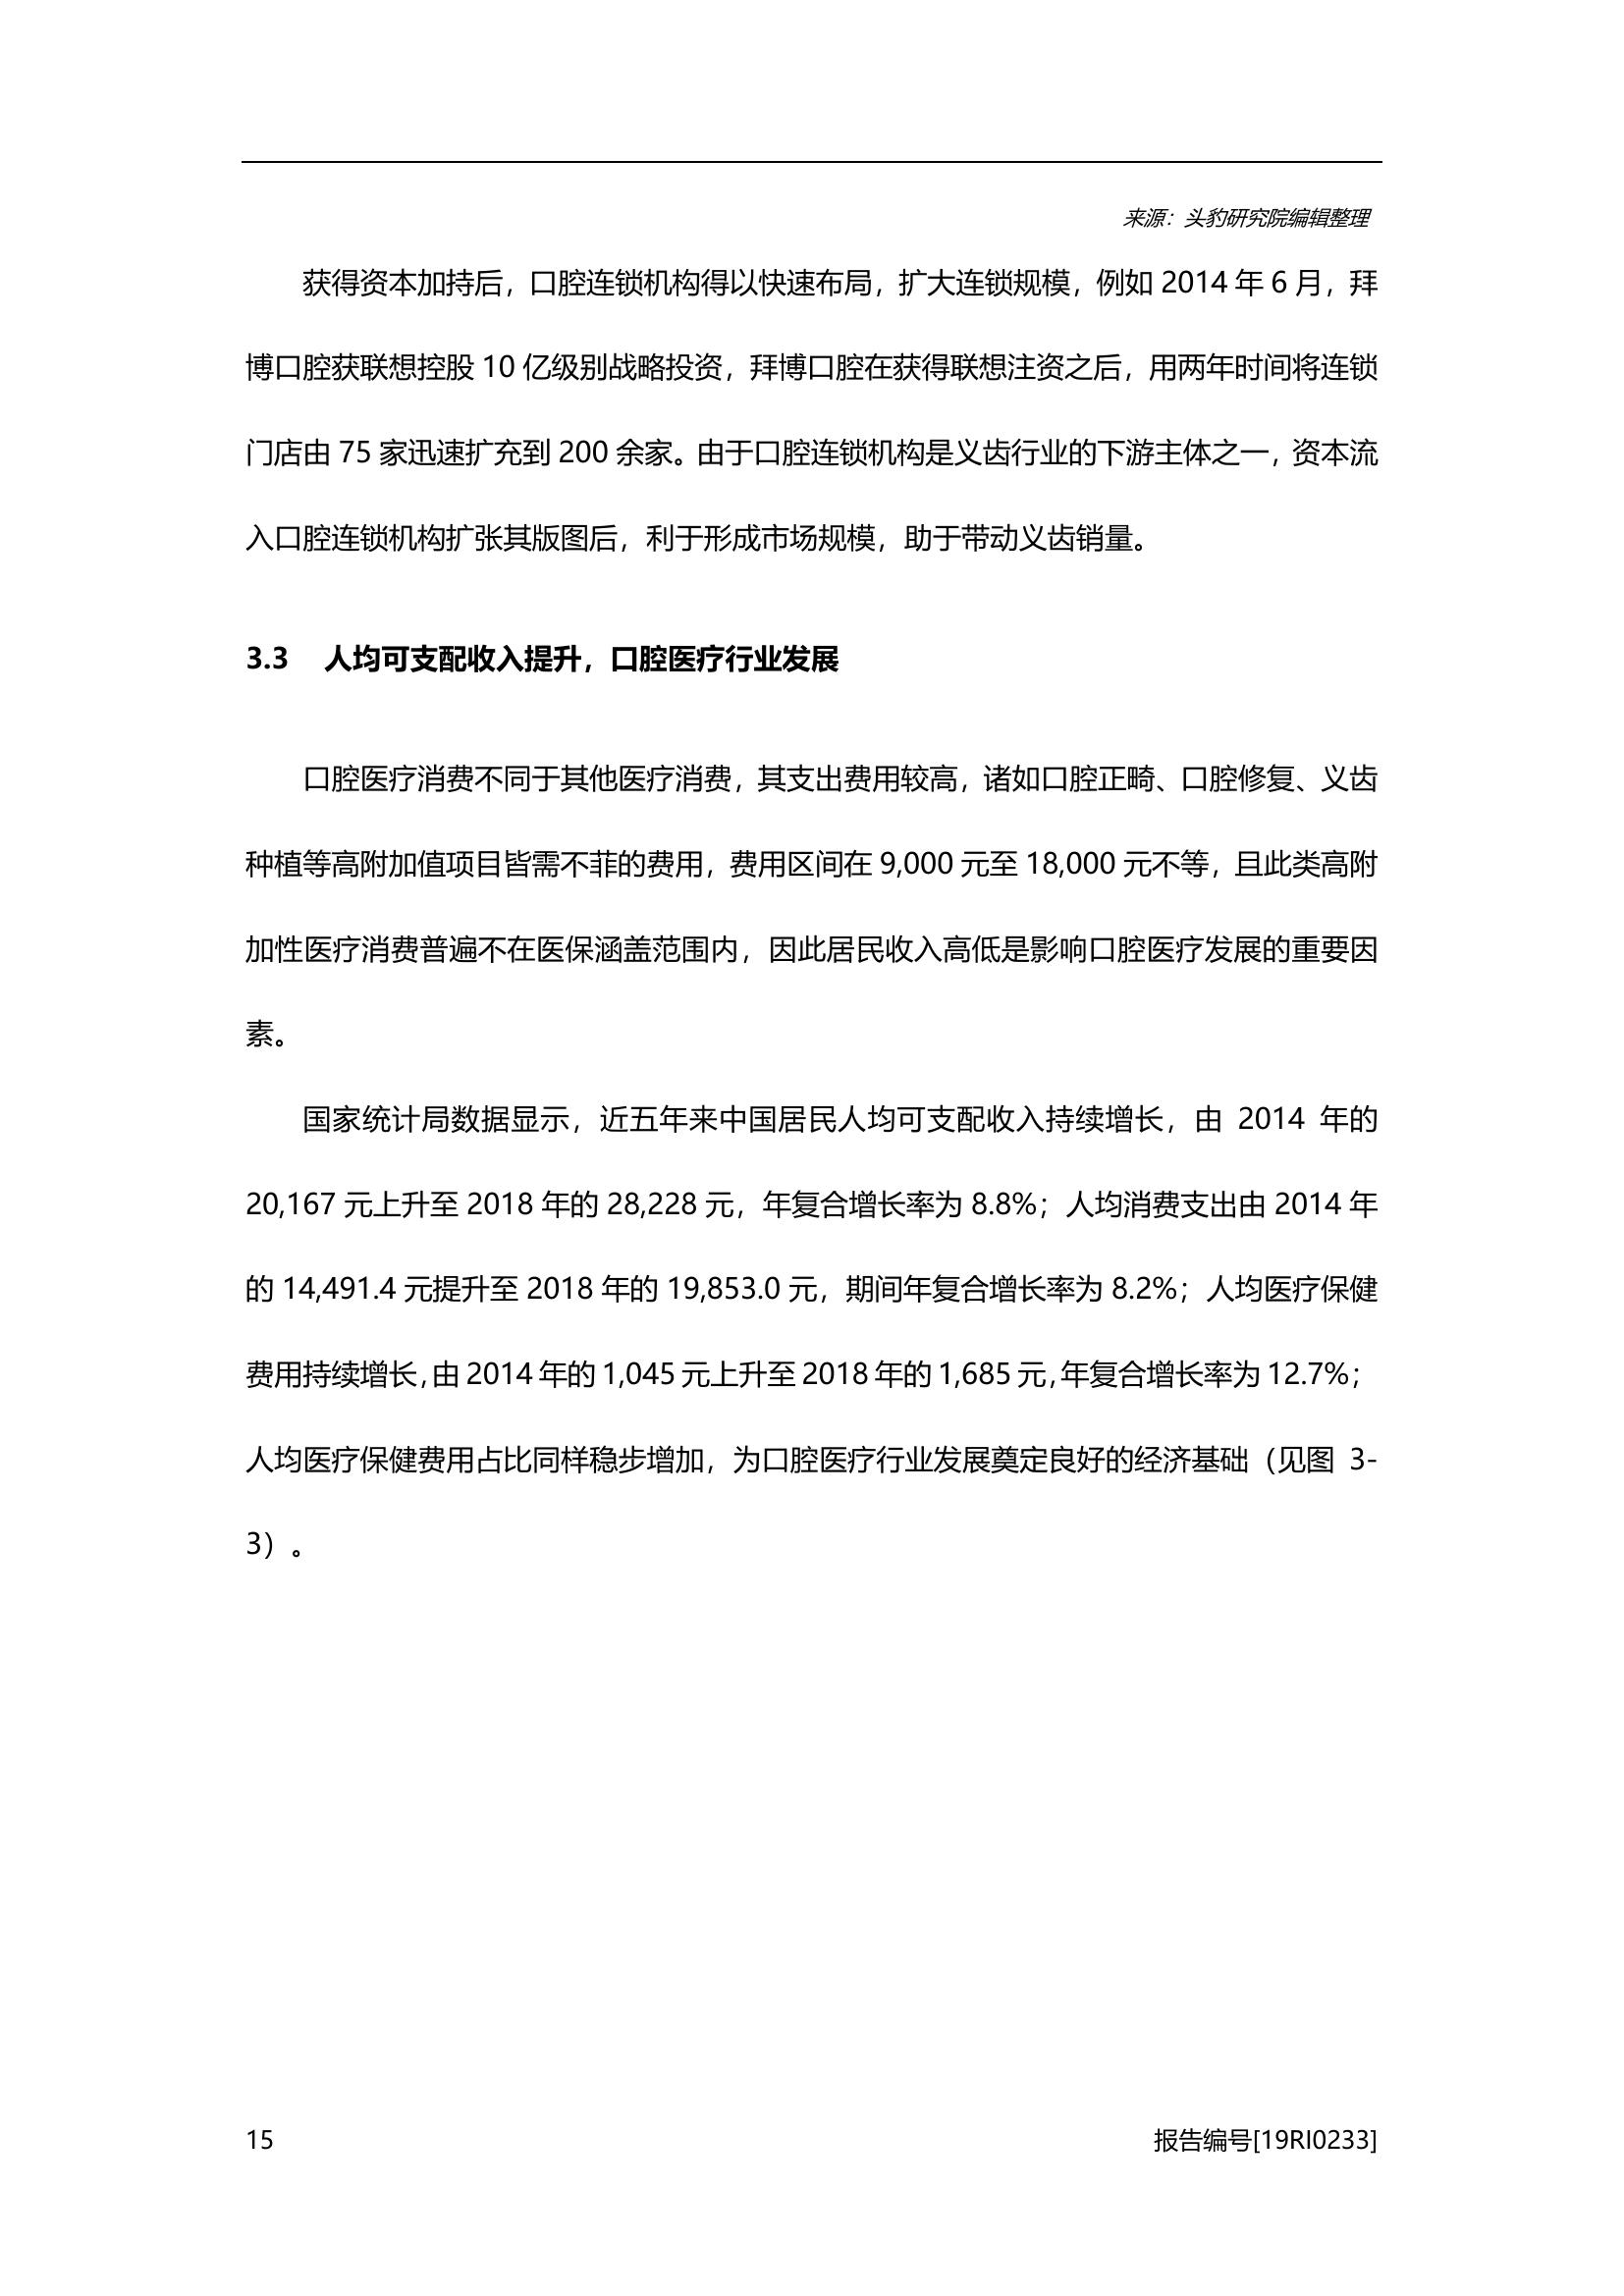 来源：头豹研究院编辑整理
获得资本加持后，口腔连锁机构得以快速布局，扩大连锁规模，例如 2014 年 6 月，拜
博口腔获联想控股 10 亿级别战略投资，拜博口腔在获得联想注资之后，用两年时间将连锁
门店由 75 家迅速扩充到 200 余家。由于口腔连锁机构是义齿行业的下游主体之一，资本流
入口腔连锁机构扩张其版图后，利于形成市场规模，助于带动义齿销量。
3.3 人均可支配收入提升，口腔医疗行业发展
口腔医疗消费不同于其他医疗消费，其支出费用较高，诸如口腔正畸、口腔修复、义齿
种植等高附加值项目皆需不菲的费用，费用区间在 9,000 元至 18,000 元不等，且此类高附
加性医疗消费普遍不在医保涵盖范围内，因此居民收入高低是影响口腔医疗发展的重要因
素。
国家统计局数据显示，近五年来中国居民人均可支配收入持续增长，由 2014 年的
20,167 元上升至 2018 年的 28,228 元，年复合增长率为 8.8%；人均消费支出由 2014 年
的 14,491.4 元提升至 2018 年的 19,853.0 元，期间年复合增长率为 8.2%；人均医疗保健
费用持续增长，由 2014 年的 1,045 元上升至 2018 年的 1,685 元，年复合增长率为 12.7%；
人均医疗保健费用占比同样稳步增加，为口腔医疗行业发展奠定良好的经济基础（见图 3-
3）。
15 报告编号[19RI0233]